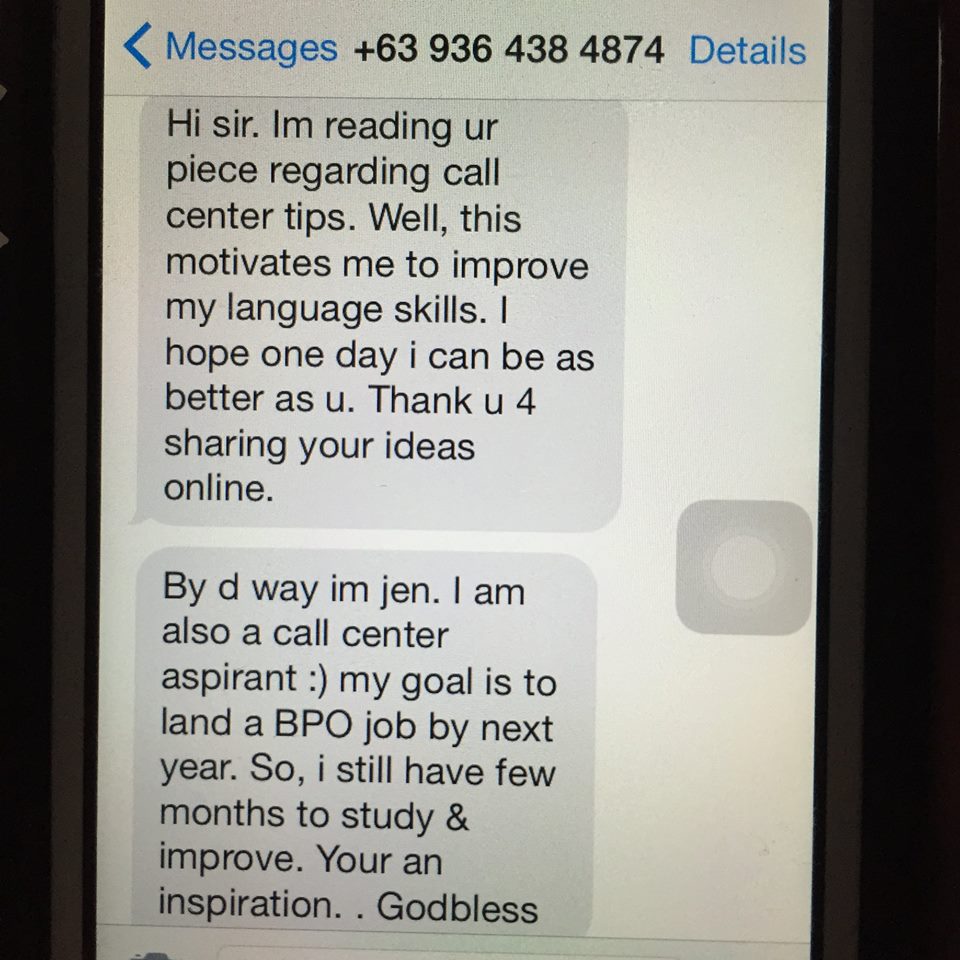 Messages +63 936 438 4874 Details
Hi sir. Im reading ur
piece regarding call
center tips. Well, this
motivates me to improve
my language skills. I
hope one day i can be as
better as u. Thank u 4
sharing your ideas
online.
By d way im jen. I am
also a call center
aspirant :) my goal is to
land a BPO job by next
year. So, i still have few
months to study &
improve. Your an
inspiration. . Godbless